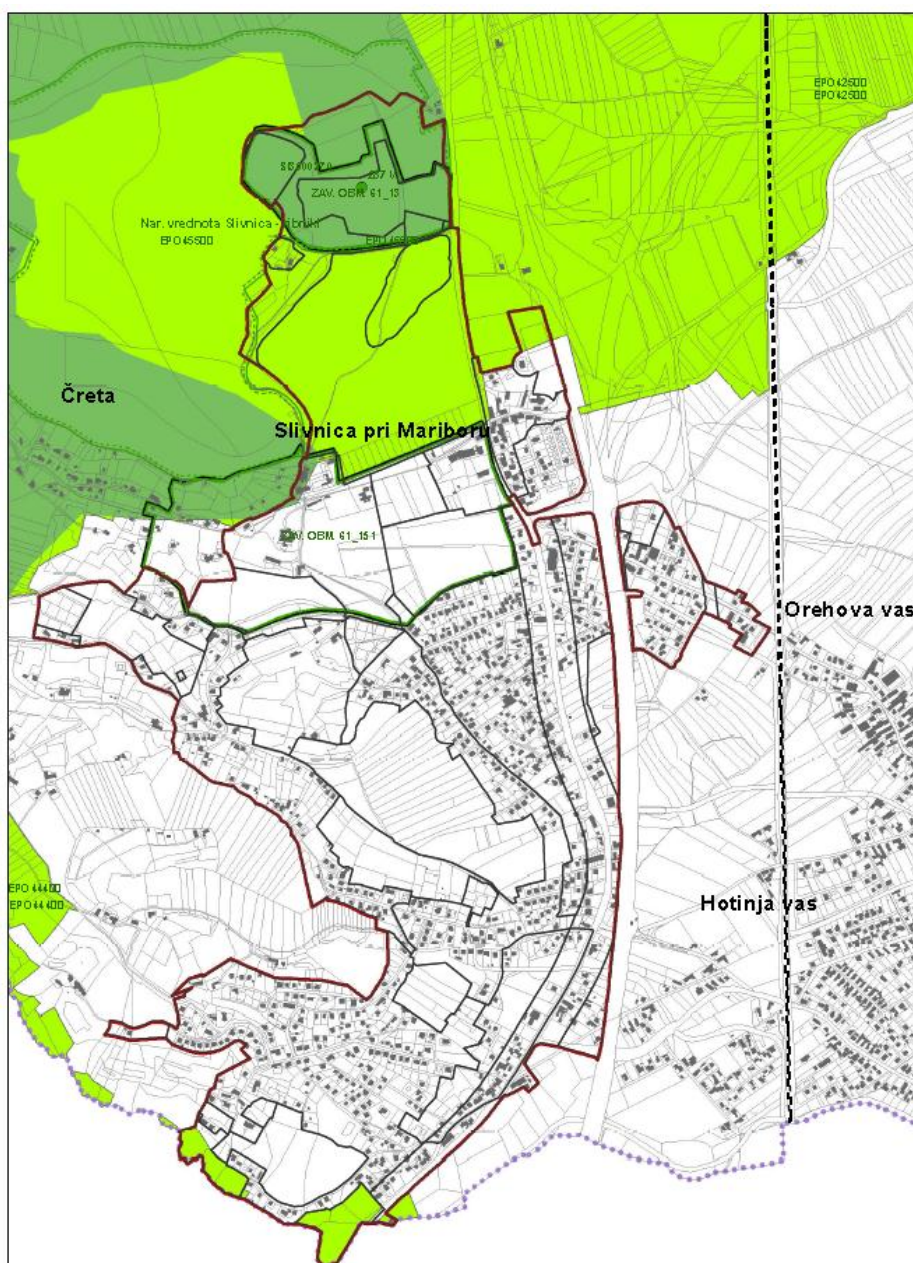 EPO42500
EPO42500
ZAV. OBM. 61_13
Nar. vrednota Slivnica - ribniki
EPO45500
Čreta
Slivnica pri Mariboru
OBM. 61_151
Orehova vas
EPO44400
EPO44400
Hotinja vas